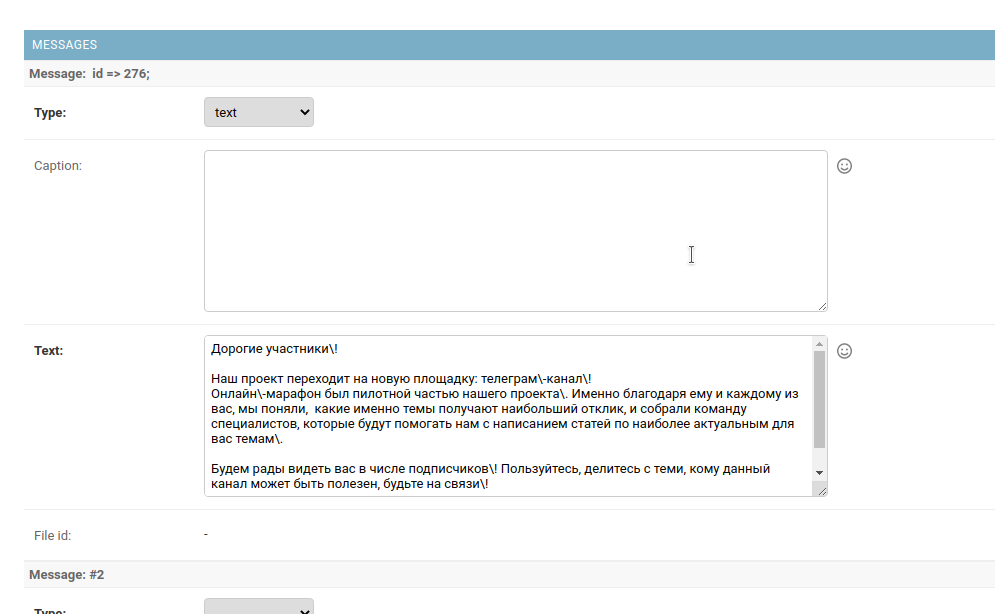 MESSAGES
Message: id => 276;
Type:
text
Caption:
Text:
Дорогие участники\!
Наш проект переходит на новую площадку: телеграм\-канал\!
Онлайн\-марафон был пилотной частью нашего проекта\. Именно благодаря ему и каждому из
вас, мы поняли,  какие именно темы получают наибольший отклик, и собрали команду
специалистов, которые будут помогать нам с написанием статей по наиболее актуальным для
вас темам\.
Будем рады видеть вас в числе подписчиков\! Пользуйтесь, делитесь с теми, кому данный
канал может быть полезен, будьте на связи\!
File id:
-
Message: #2
Type: